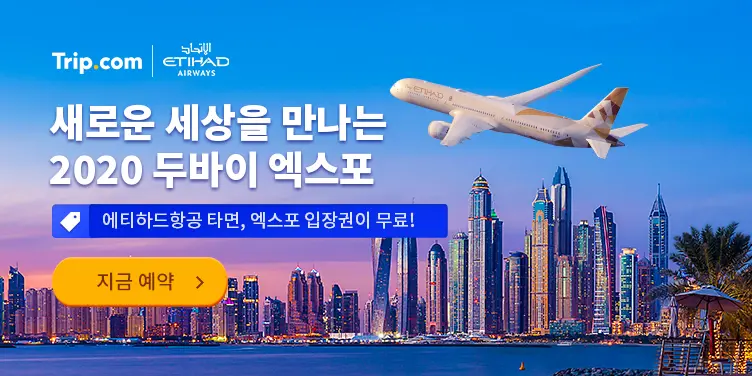 Trip.com
الإتحاد
ETIHAD
AIRWAYS
ETIHAD
새로운 세상을 만나는
2020 두바이 엑스포
에티하드항공 타면, 엑스포 입장권이 무료!
지금 예약